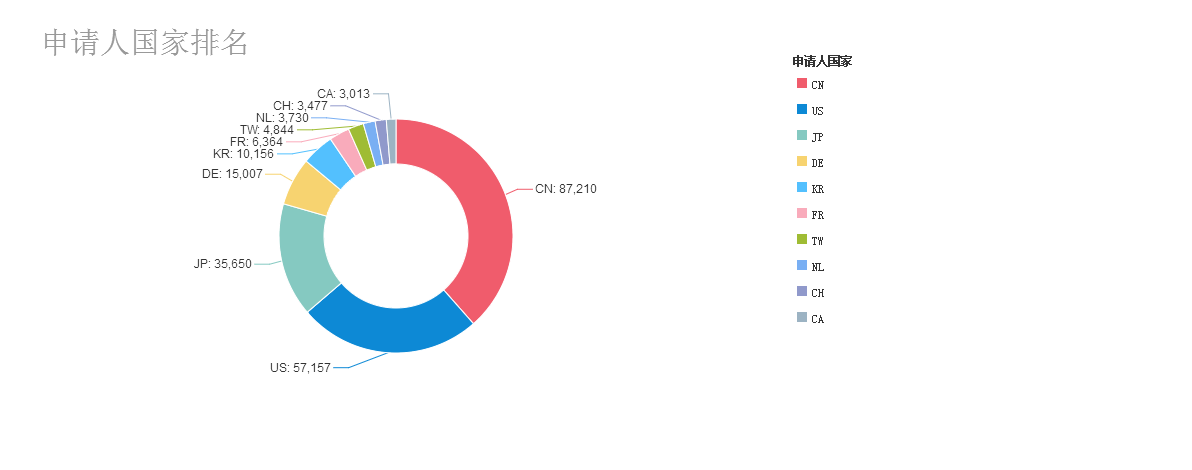 申请人国家排名
CA: 3,013
CH: 3,477
NL: 3,730
TW: 4,844
FR: 6,364
KR: 10,156
DE: 15,007
CN: 87,210
JP: 35,650
US: 57,157
申请人国家
CN
US
JP
DE
KR
FR
TW
NL
CH
CA